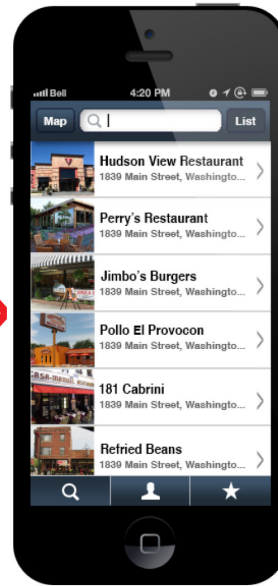 Bell 4:20 PM
Map List
Hudson View Restaurant
1839 Main Street, Washingto...
Perry's Restaurant
1839 Main Street, Washingto...
Jimbo's Burgers
1839 Main Street, Washingto...
Pollo El Provocon
1839 Main Street, Washingto...
181 Cabrini
1839 Main Street, Washingto...
Refried Beans
1839 Main Street, Washingto...